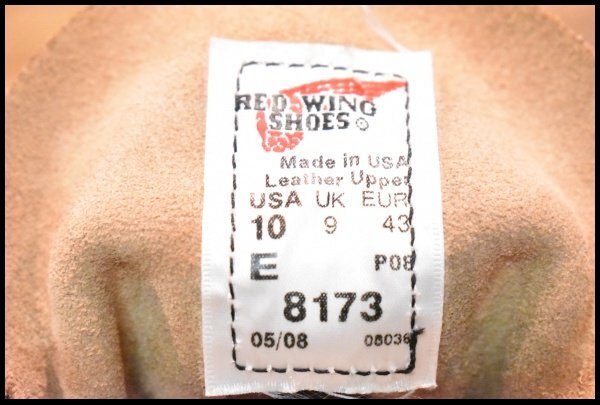 RED WING
SHOES
Made in USA
Leather Upper
USA UK EUR
10 9 43
E P08
8173
05/08 08036